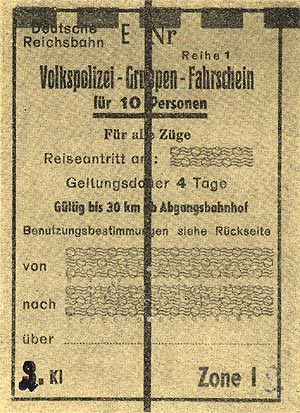 Deutsche
Reichsbahn
E Nr
Reihe 1
Volkspolizei - Gruppen - Fahrschein
für 10 Personen
Für alle Züge
Reiseantritt am:
Geltungsdauer 4 Tage
Gültig bis 30 km ab Abgangsbahnhof
Benutzungsbestimmungen siehe Rückseite
von
nach
über
2. Kl
Zone I